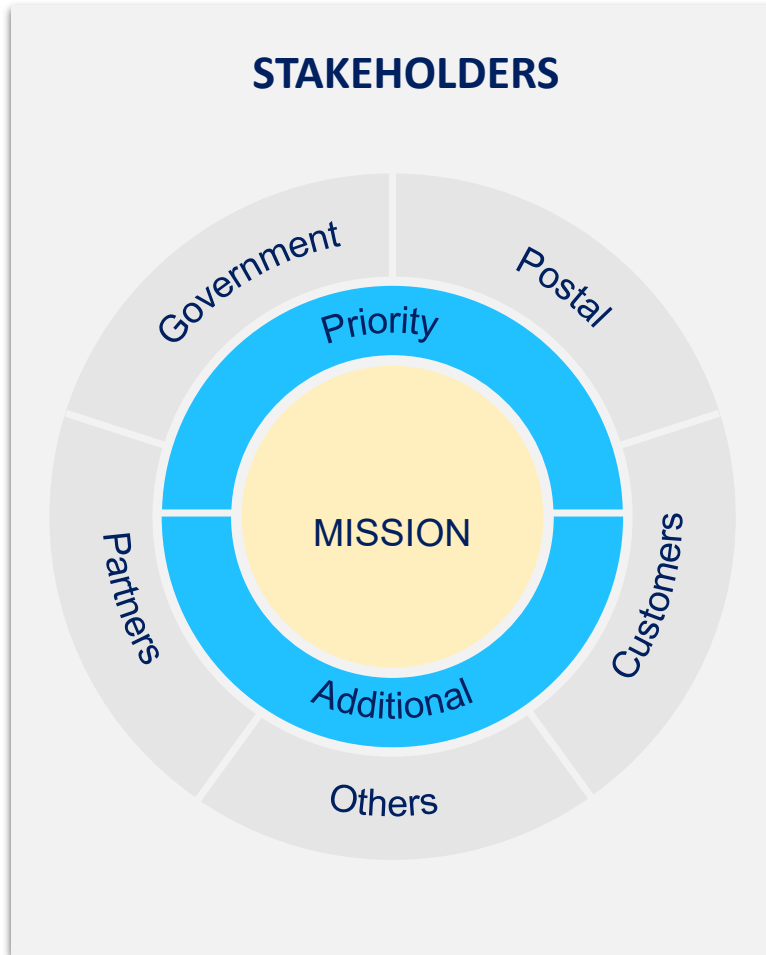 STAKEHOLDERS
Government
Postal
Priority
MISSION
Partners
Customers
Additional
Others